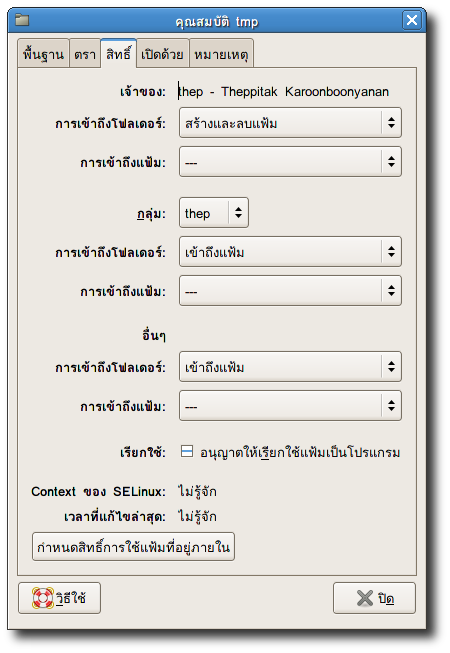 คุณสมบัติ tmp
พื้นฐาน ตรา สิทธิ์ เปิดด้วย หมายเหตุ
เจ้าของ: thep - Theppitak Karoonboonyanan
การเข้าถึงโฟลเดอร์: สร้างและลบแฟ้ม
การเข้าถึงแฟ้ม: ---
กลุ่ม: thep
การเข้าถึงโฟลเดอร์: เข้าถึงแฟ้ม
การเข้าถึงแฟ้ม: ---
อื่นๆ
การเข้าถึงโฟลเดอร์: เข้าถึงแฟ้ม
การเข้าถึงแฟ้ม: ---
เรียกใช้: อนุญาตให้เรียกใช้แฟ้มเป็นโปรแกรม
Context ของ SELinux: ไม่รู้จัก
เวลาที่แก้ไขล่าสุด: ไม่รู้จัก
กำหนดสิทธิ์การใช้แฟ้มที่อยู่ภายใน
วิธีใช้ ปิด